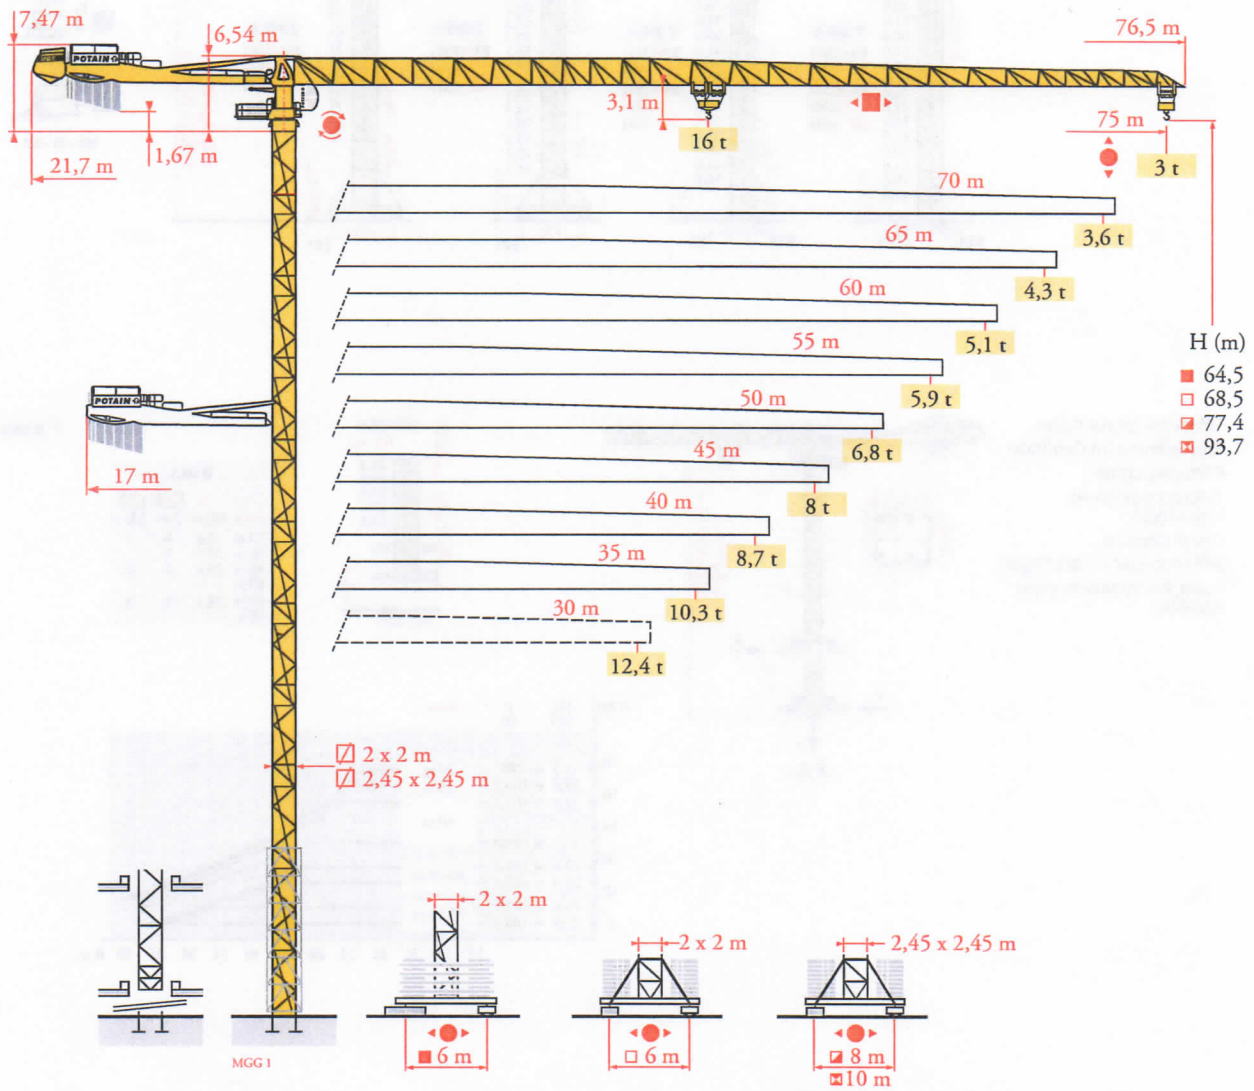 7,47 m
6,54 m
76,5 m
POTAIN
3,1 m
16 t
75 m
3 t
1,67 m
21,7 m
70 m
3,6 t
65 m
4,3 t
60 m
5,1 t
55 m
5,9 t
H (m)
64,5
68,5
77,4
93,7
POTAIN
50 m
6,8 t
17 m
45 m
8 t
40 m
8,7 t
35 m
10,3 t
30 m
12,4 t
2 x 2 m
2,45 x 2,45 m
2 x 2 m
2 x 2 m
2,45 x 2,45 m
MGG 1
6 m
6 m
8 m
10 m